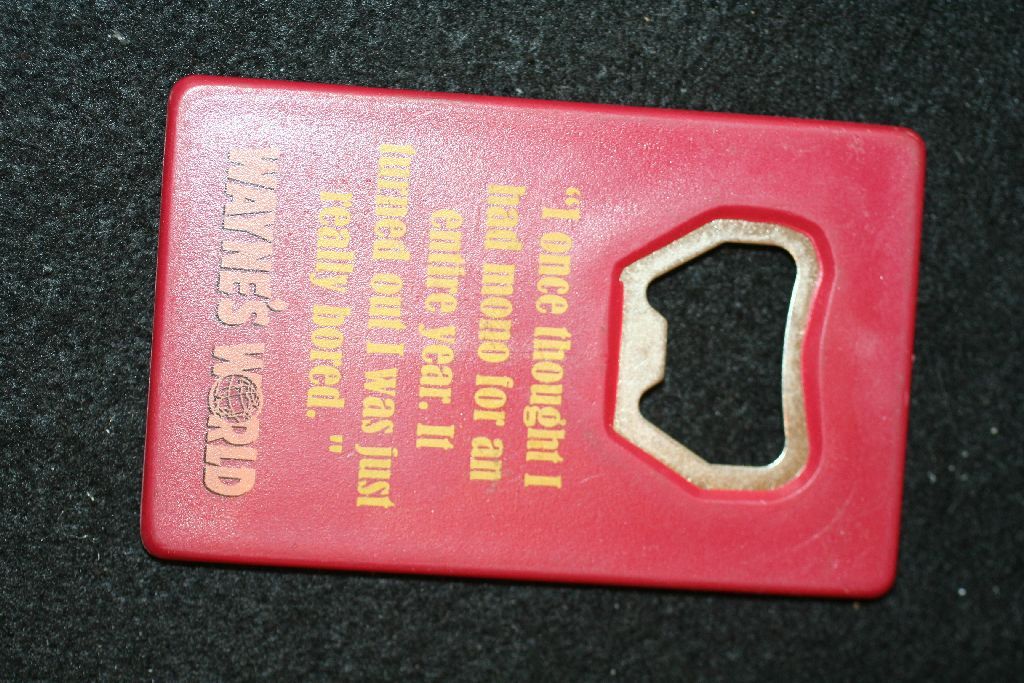 “I once thought I
had mono for an
entire year. It
turned out I was just
really bored."
WAYNE'S WORLD